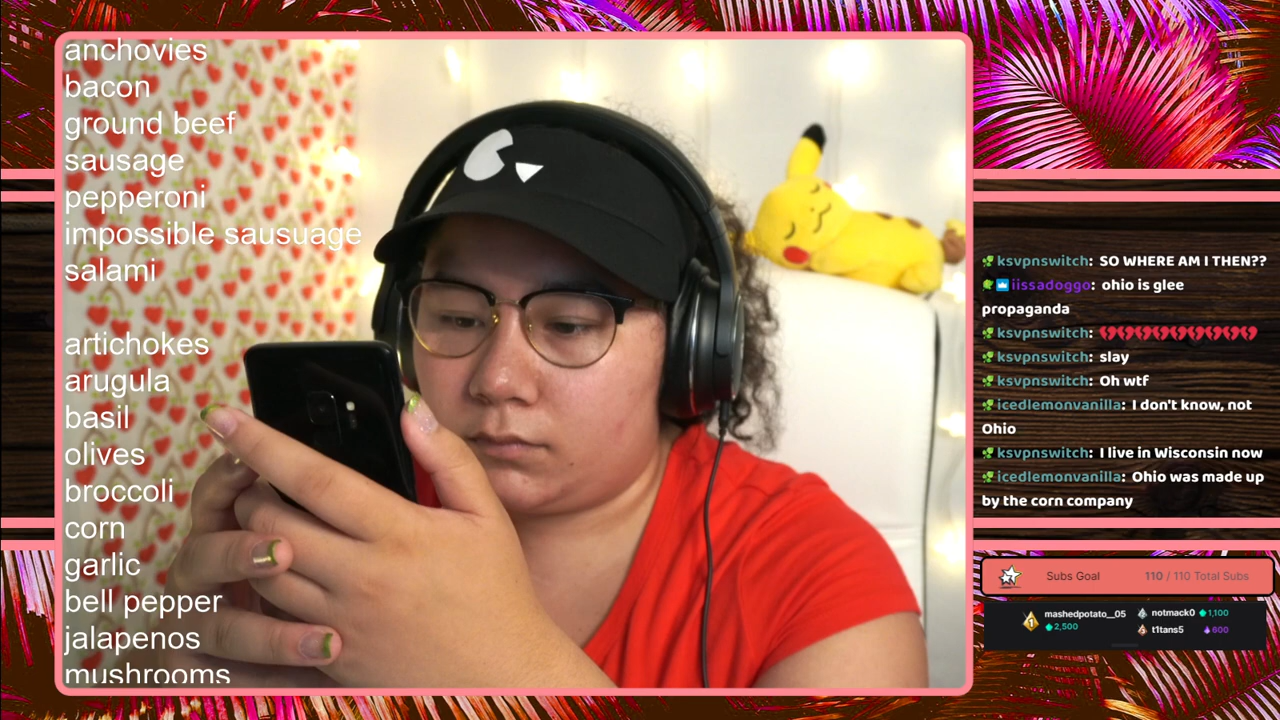 anchovies
bacon
ground beef
sausage
pepperoni
impossible sausuage
salami
artichokes
arugula
basil
olives
broccoli
corn
garlic
bell pepper
jalapenos
mushrooms
ksvpnswitch: SO WHERE AM I THEN??
iissadoggo: ohio is glee
propaganda
ksvpnswitch: 💔💔💔💔💔💔💔💔💔💔💔
ksvpnswitch: slay
ksvpnswitch: Oh wtf
icedlemonvanilla: I don't know, not
Ohio
ksvpnswitch: I live in Wisconsin now
icedlemonvanilla: Ohio was made up
by the corn company
Subs Goal 110 / 110 Total Subs
1 mashedpotato__05 2,500
notmack0 1,100
t1tans5 600